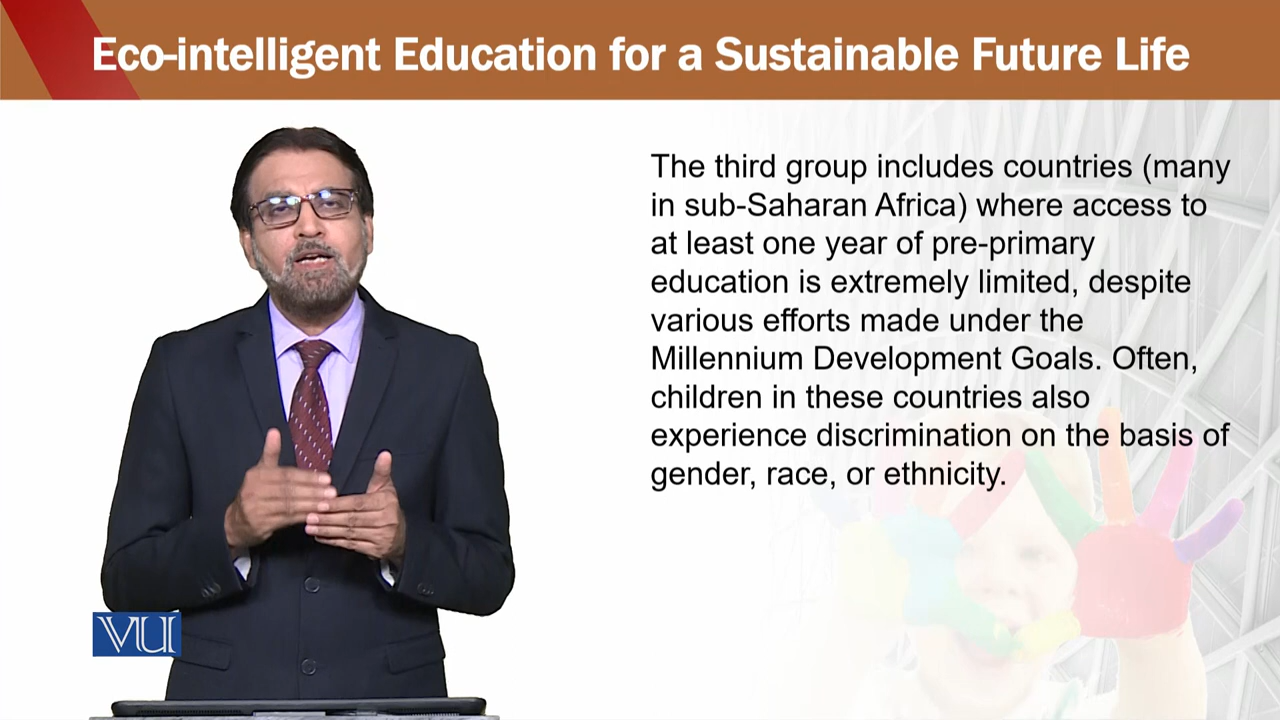 Eco-intelligent Education for a Sustainable Future Life
The third group includes countries (many
in sub-Saharan Africa) where access to
at least one year of pre-primary
education is extremely limited, despite
various efforts made under the
Millennium Development Goals. Often,
children in these countries also
experience discrimination on the basis of
gender, race, or ethnicity.
VU